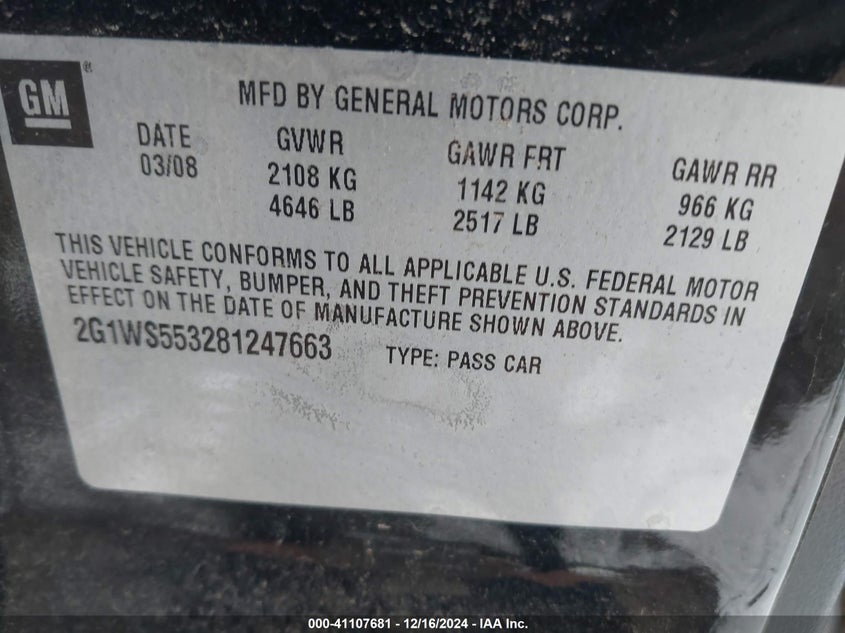 GM®
MFD BY GENERAL MOTORS CORP.
DATE GVWR GAWR FRT GAWR RR
03/08 2108 KG 1142 KG 966 KG
4646 LB 2517 LB 2129 LB
THIS VEHICLE CONFORMS TO ALL APPLICABLE U.S. FEDERAL MOTOR
VEHICLE SAFETY, BUMPER, AND THEFT PREVENTION STANDARDS IN
EFFECT ON THE DATE OF MANUFACTURE SHOWN ABOVE.
2G1WS553281247663 TYPE: PASS CAR
000-41107681 - 12/16/2024 - IAA Inc.